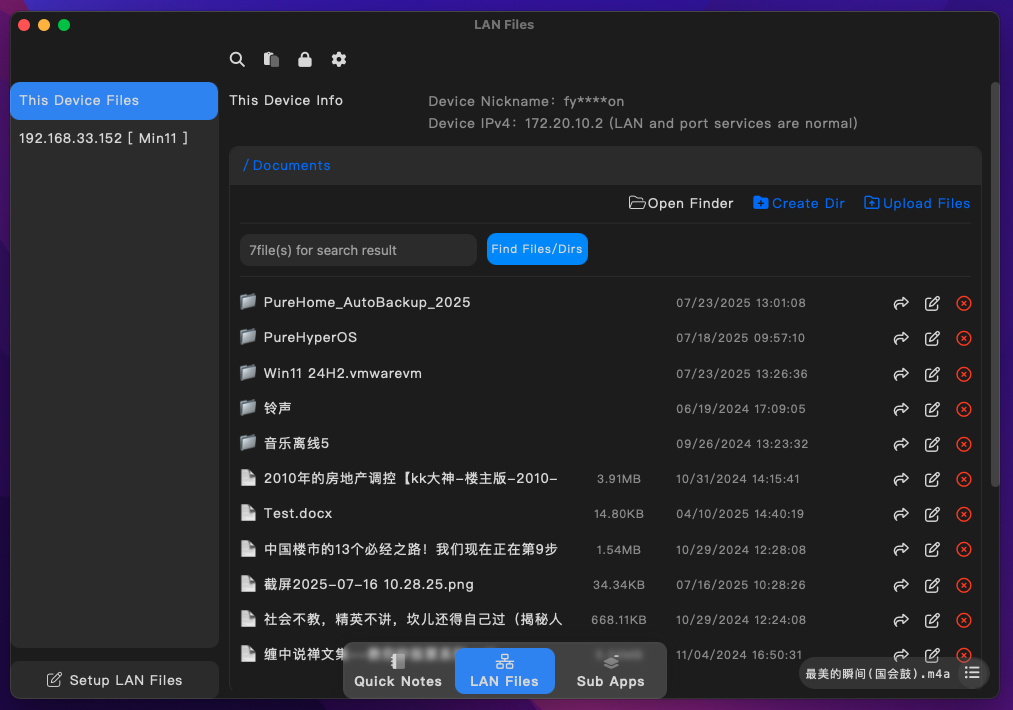 LAN Files
This Device Files
192.168.33.152 [ Min11 ]
Setup LAN Files
This Device Info
Device Nickname: fy****on
Device IPv4: 172.20.10.2 (LAN and port services are normal)
/ Documents
Open Finder Create Dir Upload Files
7file(s) for search result Find Files/Dirs
PureHome_AutoBackup_2025 07/23/2025 13:01:08
PureHyperOS 07/18/2025 09:57:10
Win11 24H2.vmwarevm 07/23/2025 13:26:36
铃声 06/19/2024 17:09:05
音乐离线5 09/26/2024 13:23:32
2010年的房地产调控【kk大神-楼主版-2010- 3.91MB 10/31/2024 14:15:41
Test.docx 14.80KB 04/10/2025 14:40:19
中国楼市的13个必经之路！我们现在正在第9步 1.54MB 10/29/2024 12:28:08
截屏2025-07-16 10.28.25.png 34.34KB 07/16/2025 10:28:26
社会不教，精英不讲，坎儿还得自己过（揭秘人 668.11KB 10/29/2024 12:24:08
缠中说禅文集 11/04/2024 16:50:31
Quick Notes LAN Files Sub Apps
最美的瞬间(国会鼓).m4a